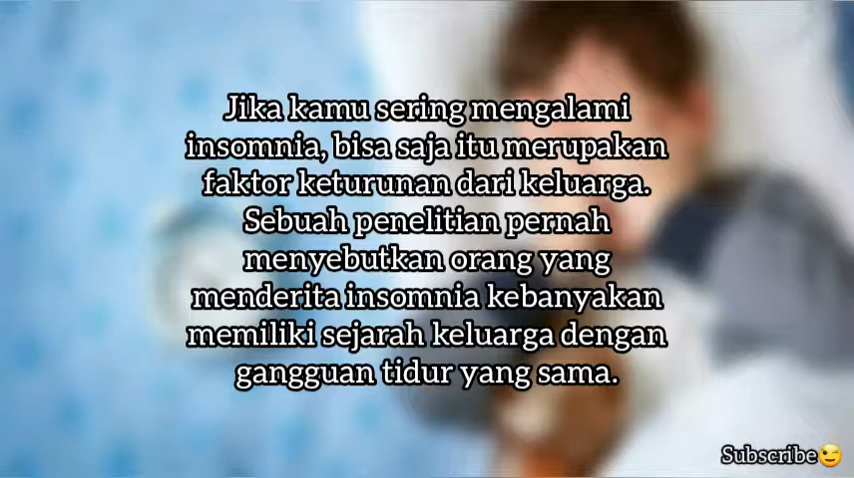 Jika kamu sering mengalami
insomnia, bisa saja itu merupakan
faktor keturunan dari keluarga.
Sebuah penelitian pernah
menyebutkan orang yang
menderita insomnia kebanyakan
memiliki sejarah keluarga dengan
gangguan tidur yang sama.
Subscribe😉